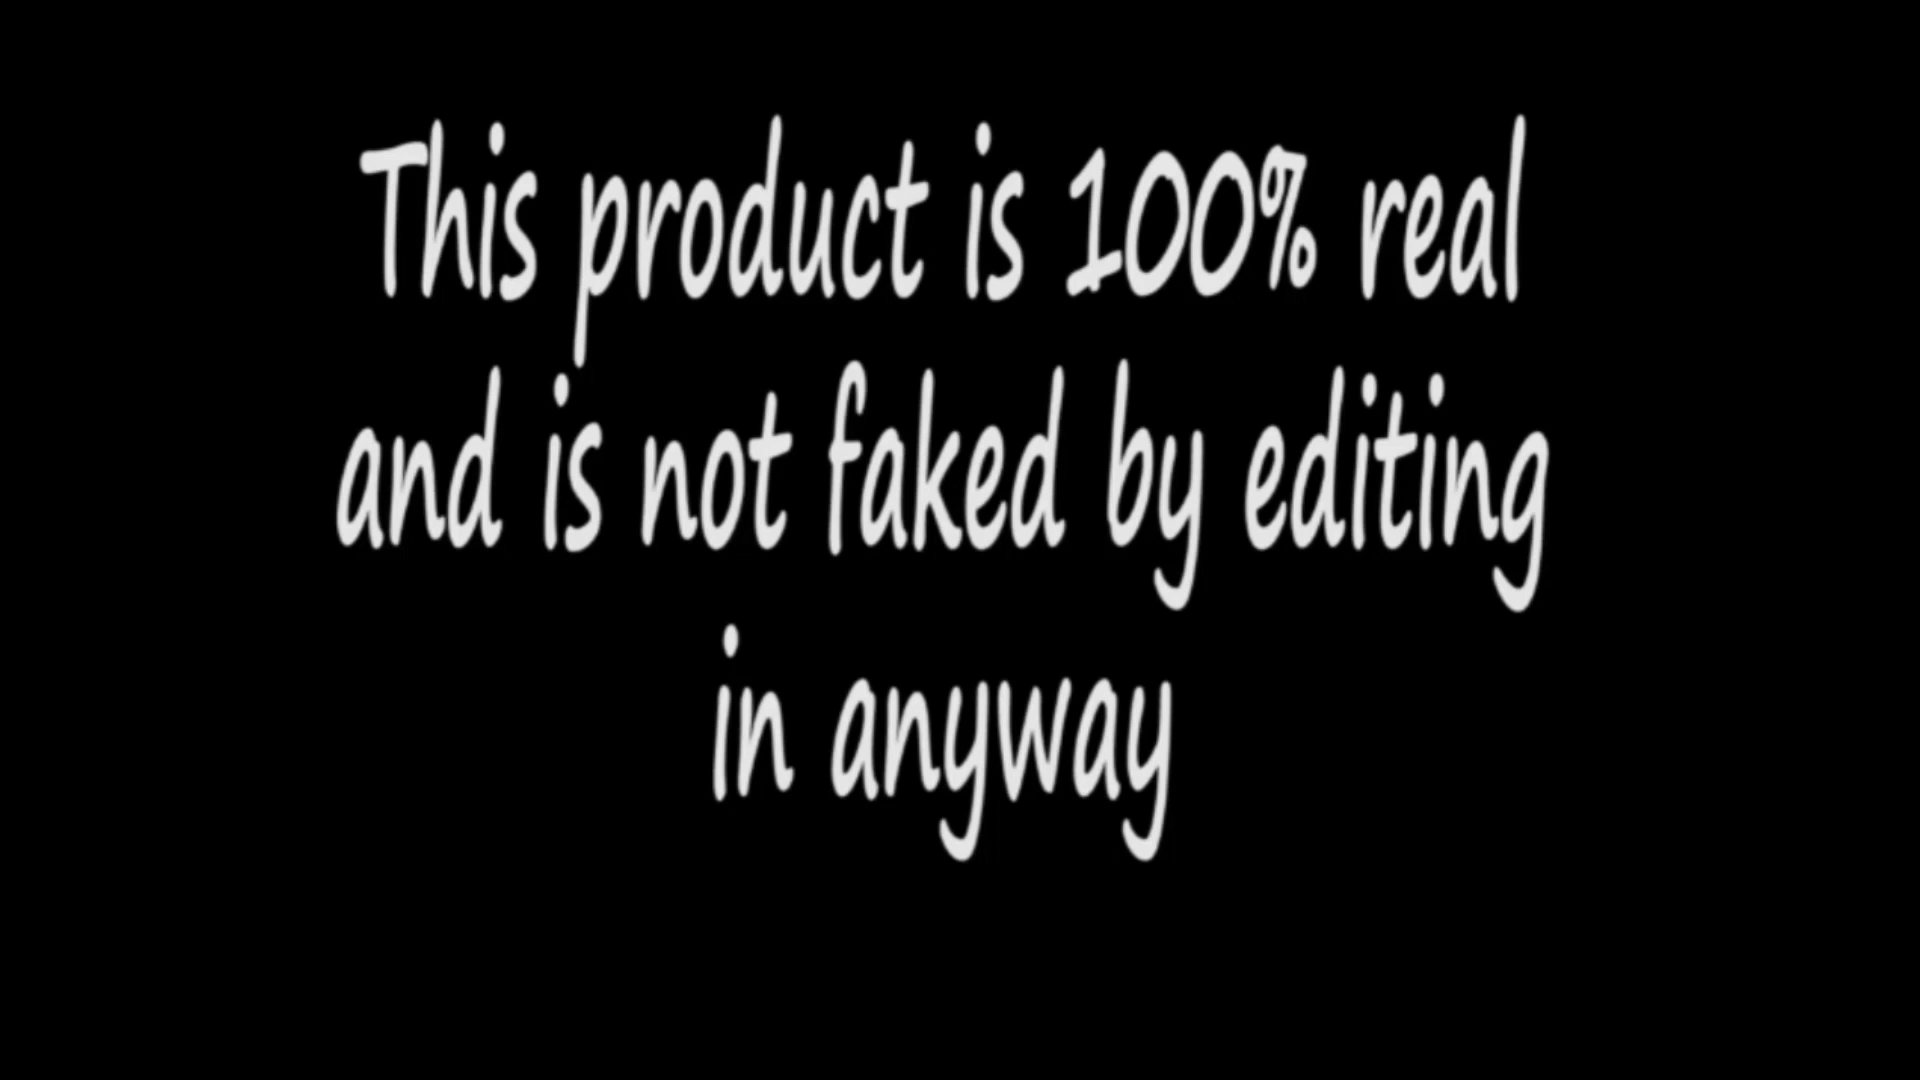 This product is 100% real
and is not faked by editing
in anyway